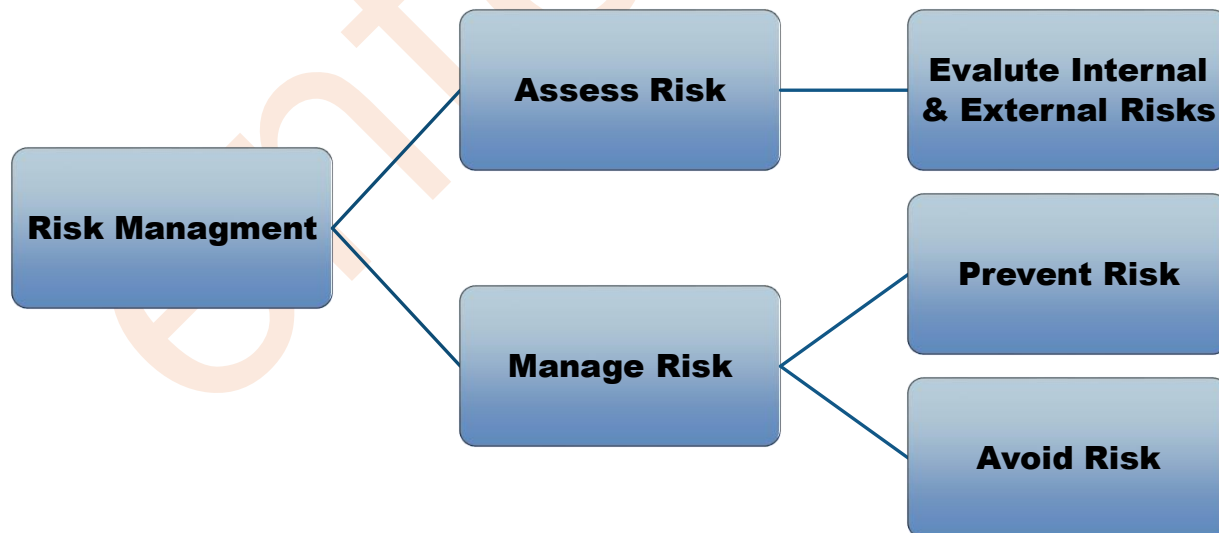 Risk Managment
Assess Risk
Evalute Internal
& External Risks
Manage Risk
Prevent Risk
Avoid Risk